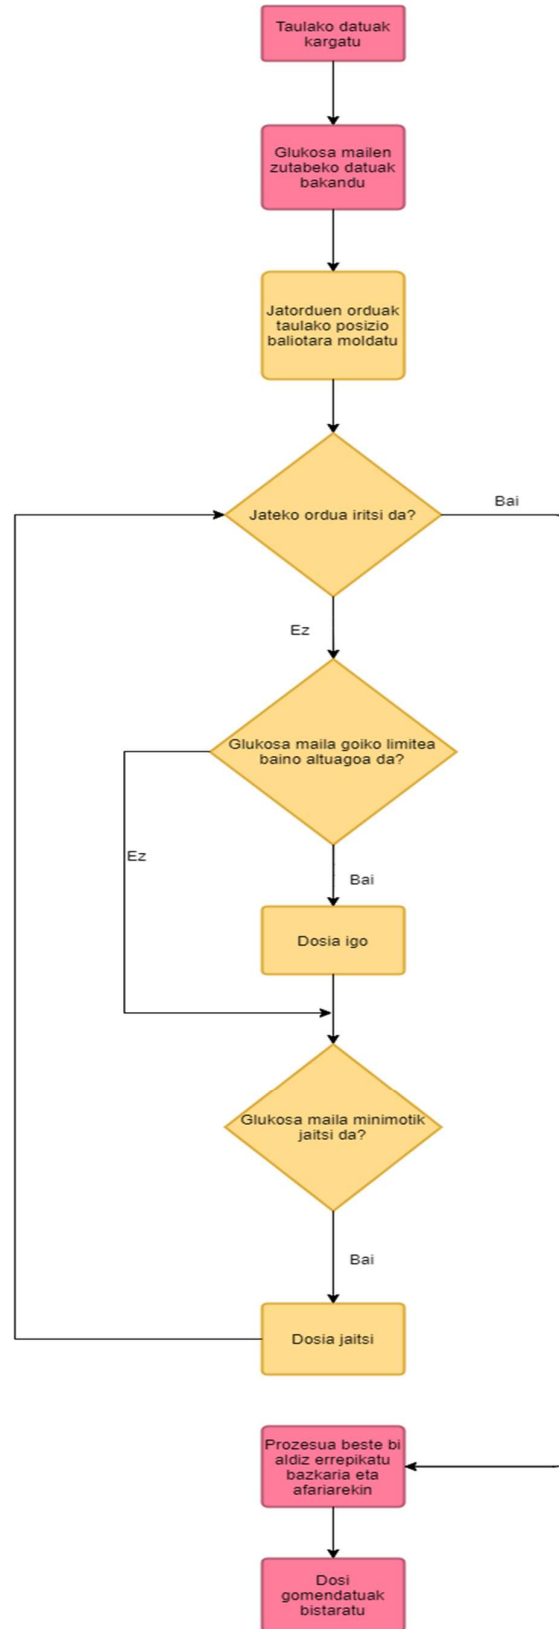 Taulako datuak
kargatu
Glukosa mailen
zutabeko datuak
bakandu
Jatorduen orduak
taulako posizio
baliotara moldatu
Jateko ordua iritsi da?
Bai
Ez
Glukosa maila goiko limitea
baino altuagoa da?
Ez
Bai
Dosia igo
Glukosa maila minimotik
jaitsi da?
Bai
Dosia jaitsi
Prozesua beste bi
aldiz errepikatu
bazkaria eta
afariarekin
Dosi
gomendatuak
bistaratu